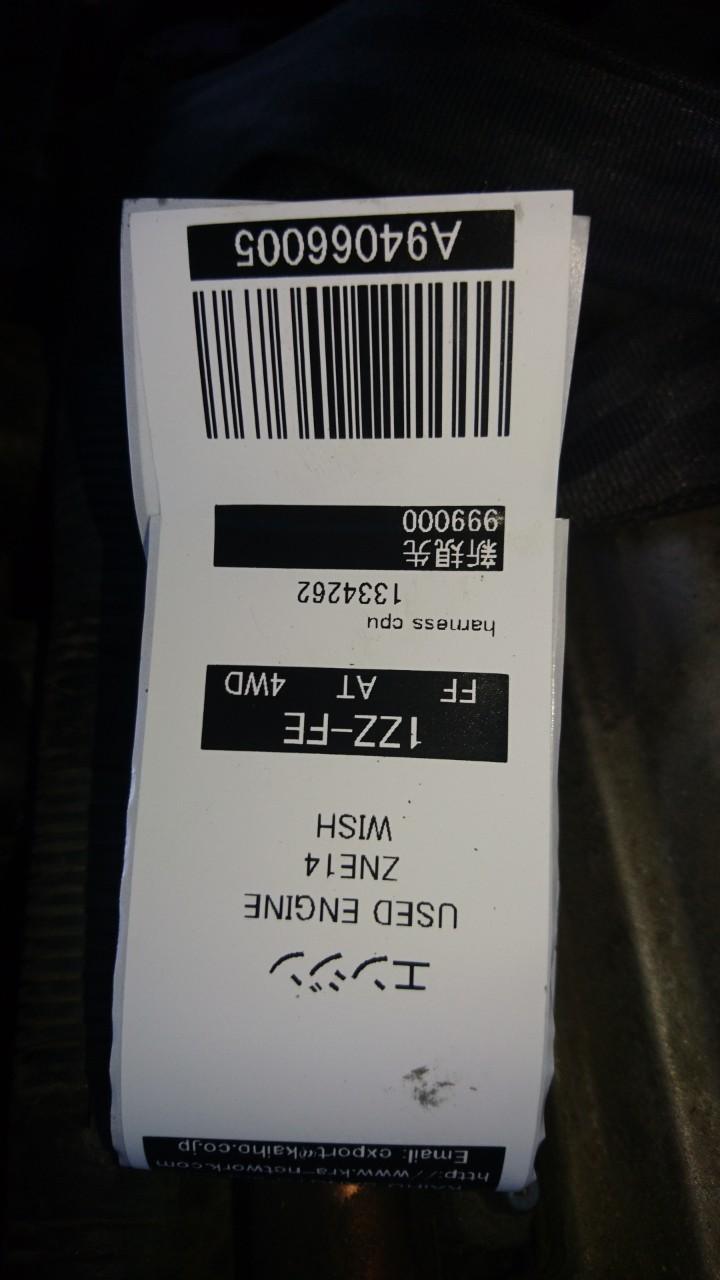 http://www.kra-network.com
Email: export@kaiho.co.jp
エンジン
USED ENGINE
ZNE14
WISH
1ZZ-FE
FF AT 4WD
harness cpu
1334262
新規先
999000
A94066005